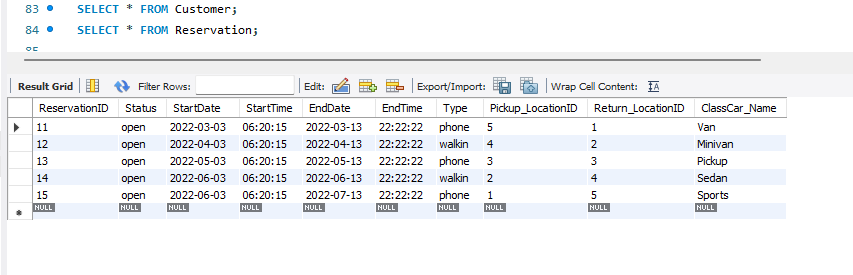 83 SELECT * FROM Customer;
84 SELECT * FROM Reservation;
Result Grid Filter Rows: Edit: Export/Import: Wrap Cell Content:
ReservationID Status StartDate StartTime EndDate EndTime Type Pickup_LocationID Return_LocationID ClassCar_Name
11 open 2022-03-03 06:20:15 2022-03-13 22:22:22 phone 5 1 Van
12 open 2022-04-03 06:20:15 2022-04-13 22:22:22 walkin 4 2 Minivan
13 open 2022-05-03 06:20:15 2022-05-13 22:22:22 phone 3 3 Pickup
14 open 2022-06-03 06:20:15 2022-06-13 22:22:22 walkin 2 4 Sedan
15 open 2022-06-03 06:20:15 2022-07-13 22:22:22 phone 1 5 Sports
NULL NULL NULL NULL NULL NULL NULL NULL NULL NULL